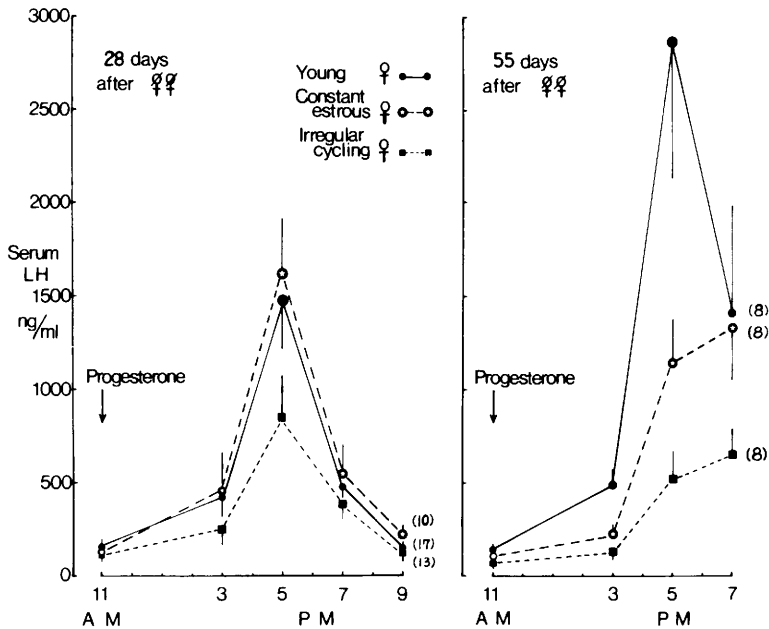 3000
28 days
after
Young ♀
Constant
estrous ♀
Irregular
cycling ♀
55 days
after
2500
2000
Serum
LH
1500
ng/ml
1000
500
0
Progesterone
(10)
(17)
(13)
11 3 5 7 9
A M P M
Progesterone
(8)
(8)
(8)
11 3 5 7
A M P M